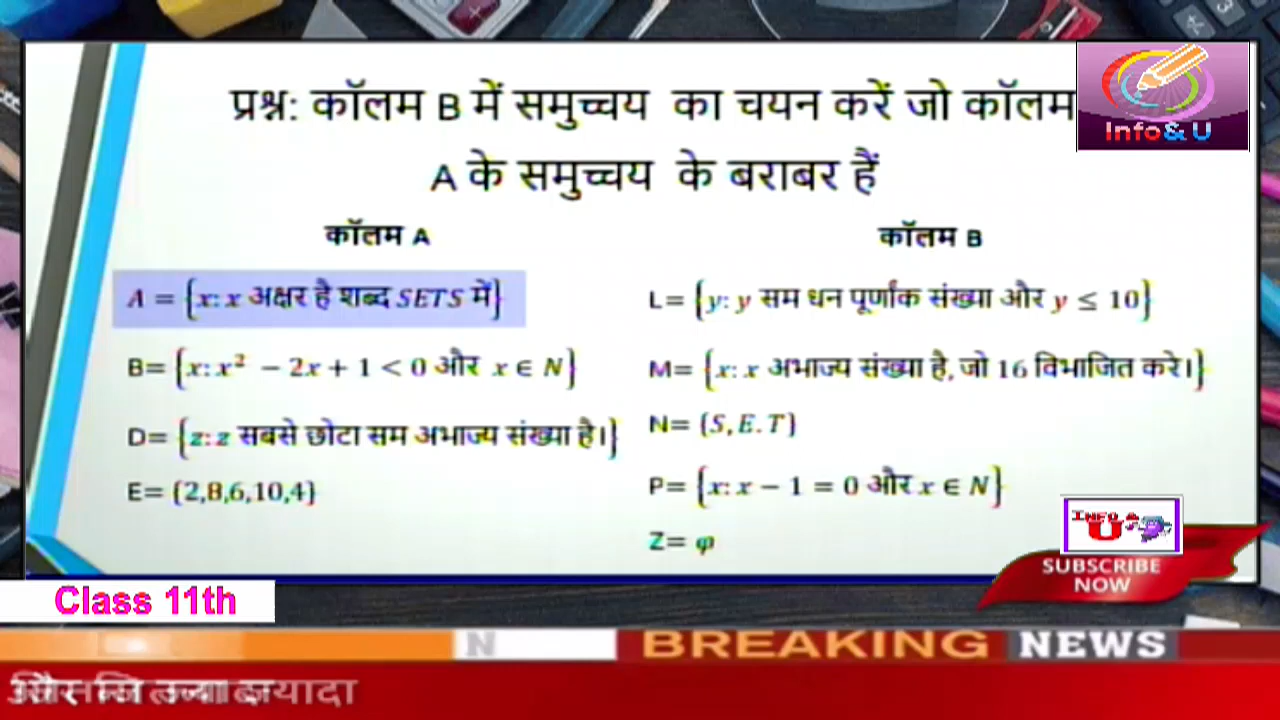 प्रश्न: कॉलम B में समुच्चय का चयन करें जो कॉलम
A के समुच्चय के बराबर हैं
Info& U
कॉलम A
A = {x: x अक्षर है शब्द SETS में}
B= {x: x² − 2x + 1 < 0 और x ∈ N}
D= {z: z सबसे छोटा सम अभाज्य संख्या है।}
E= {2,8,6,10,4}
कॉलम B
L= {y: y सम धन पूर्णांक संख्या और y ≤ 10}
M= {x: x अभाज्य संख्या है, जो 16 विभाजित करे।}
N= {S, E. T}
P= {x: x − 1 = 0 और x ∈ N}
Z= φ
INFO &
U
SUBSCRIBE
NOW
Class 11th
N
BREAKING NEWS